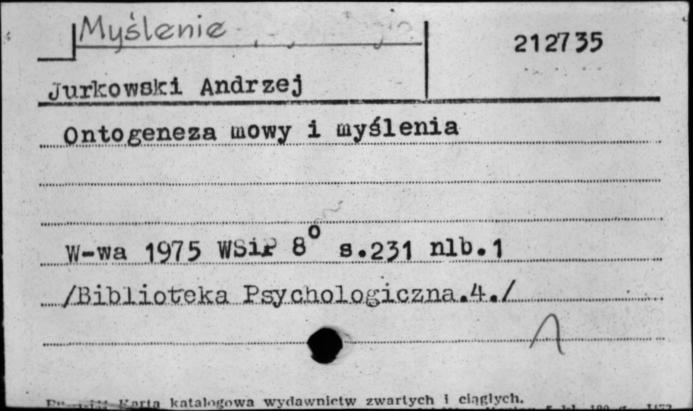 Myślenie
212735
Jurkowski Andrzej
Ontogeneza mowy i myślenia
W-wa 1975 WSiP 8° s.231 nlb.1
/Biblioteka Psychologiczna.4./
1
Karta katalogowa wydawnictw zwartych i ciągłych.